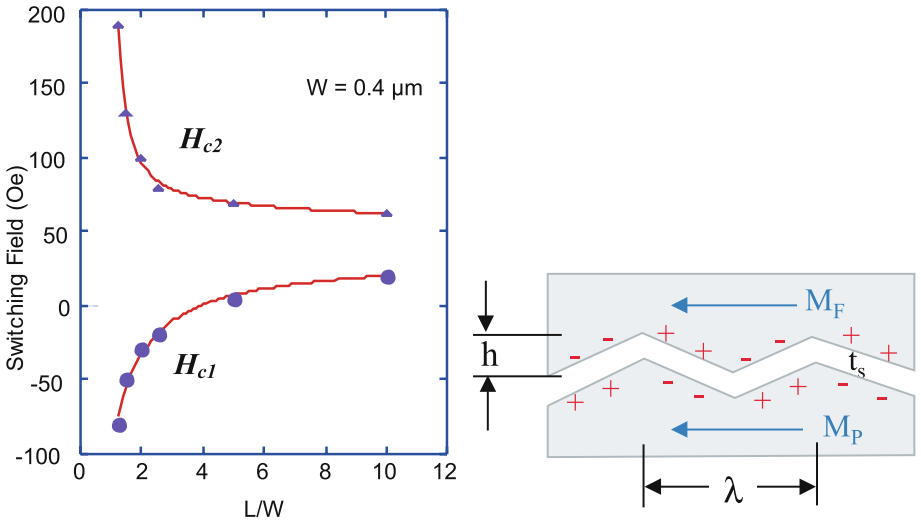 200
150
100
50
0
-50
-100
0 2 4 6 8 10 12
Switching Field (Oe)
L/W
W = 0.4 μm
Hc2
Hc1
MF
h
ts
MP
λ
- - + + - - + +
+ + - - + + - -